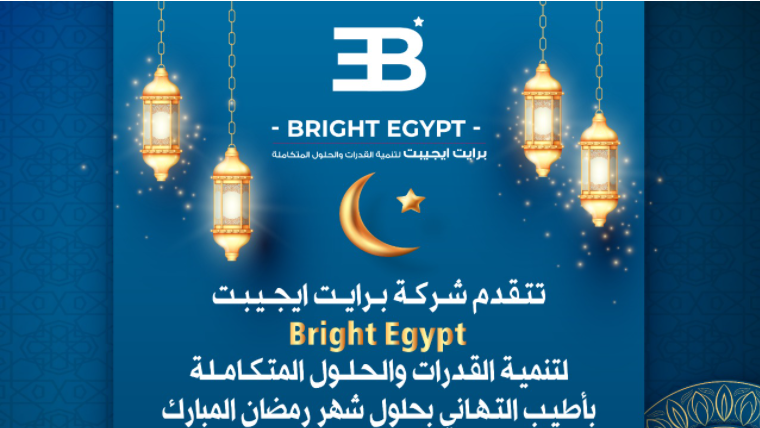 EB
- BRIGHT EGYPT -
برايت ايجيبت لتنمية القدرات والحلول المتكاملة
تتقدم شركة برايت ايجيبت
Bright Egypt
لتنمية القدرات والحلول المتكاملة
بأطيب التهاني بحلول شهر رمضان المبارك